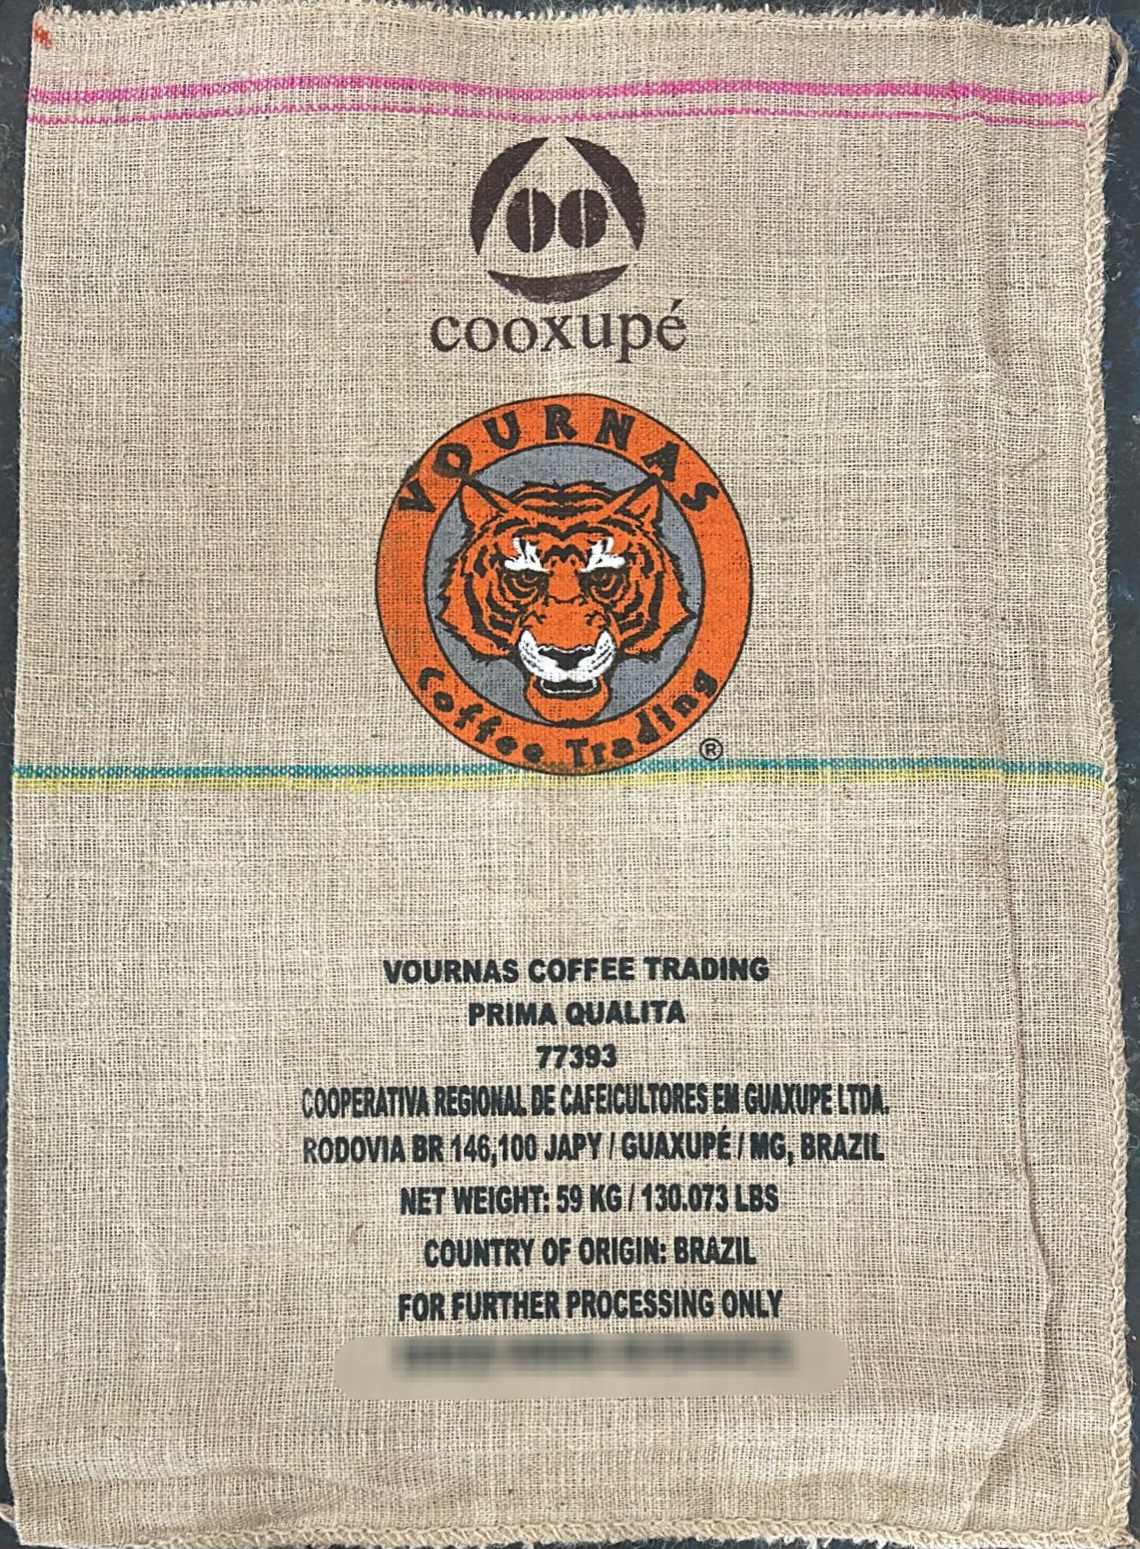 cooxupé
VOURNAS
Coffee Trading
®
VOURNAS COFFEE TRADING
PRIMA QUALITA
77393
COOPERATIVA REGIONAL DE CAFEICULTORES EM GUAXUPE LTDA.
RODOVIA BR 146,100 JAPY / GUAXUPÉ / MG, BRAZIL
NET WEIGHT: 59 KG / 130.073 LBS
COUNTRY OF ORIGIN: BRAZIL
FOR FURTHER PROCESSING ONLY